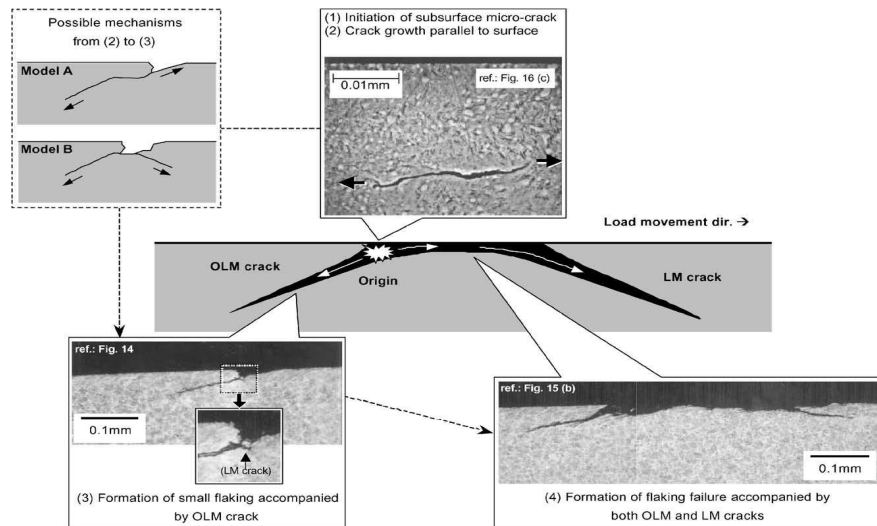 Possible mechanisms
from (2) to (3)
Model A
Model B
(1) Initiation of subsurface micro-crack
(2) Crack growth parallel to surface
0.01mm
ref.: Fig. 16 (c)
Load movement dir. →
OLM crack
Origin
LM crack
ref.: Fig. 14
0.1mm
(LM crack)
(3) Formation of small flaking accompanied
by OLM crack
ref.: Fig. 15 (b)
0.1mm
(4) Formation of flaking failure accompanied by
both OLM and LM cracks